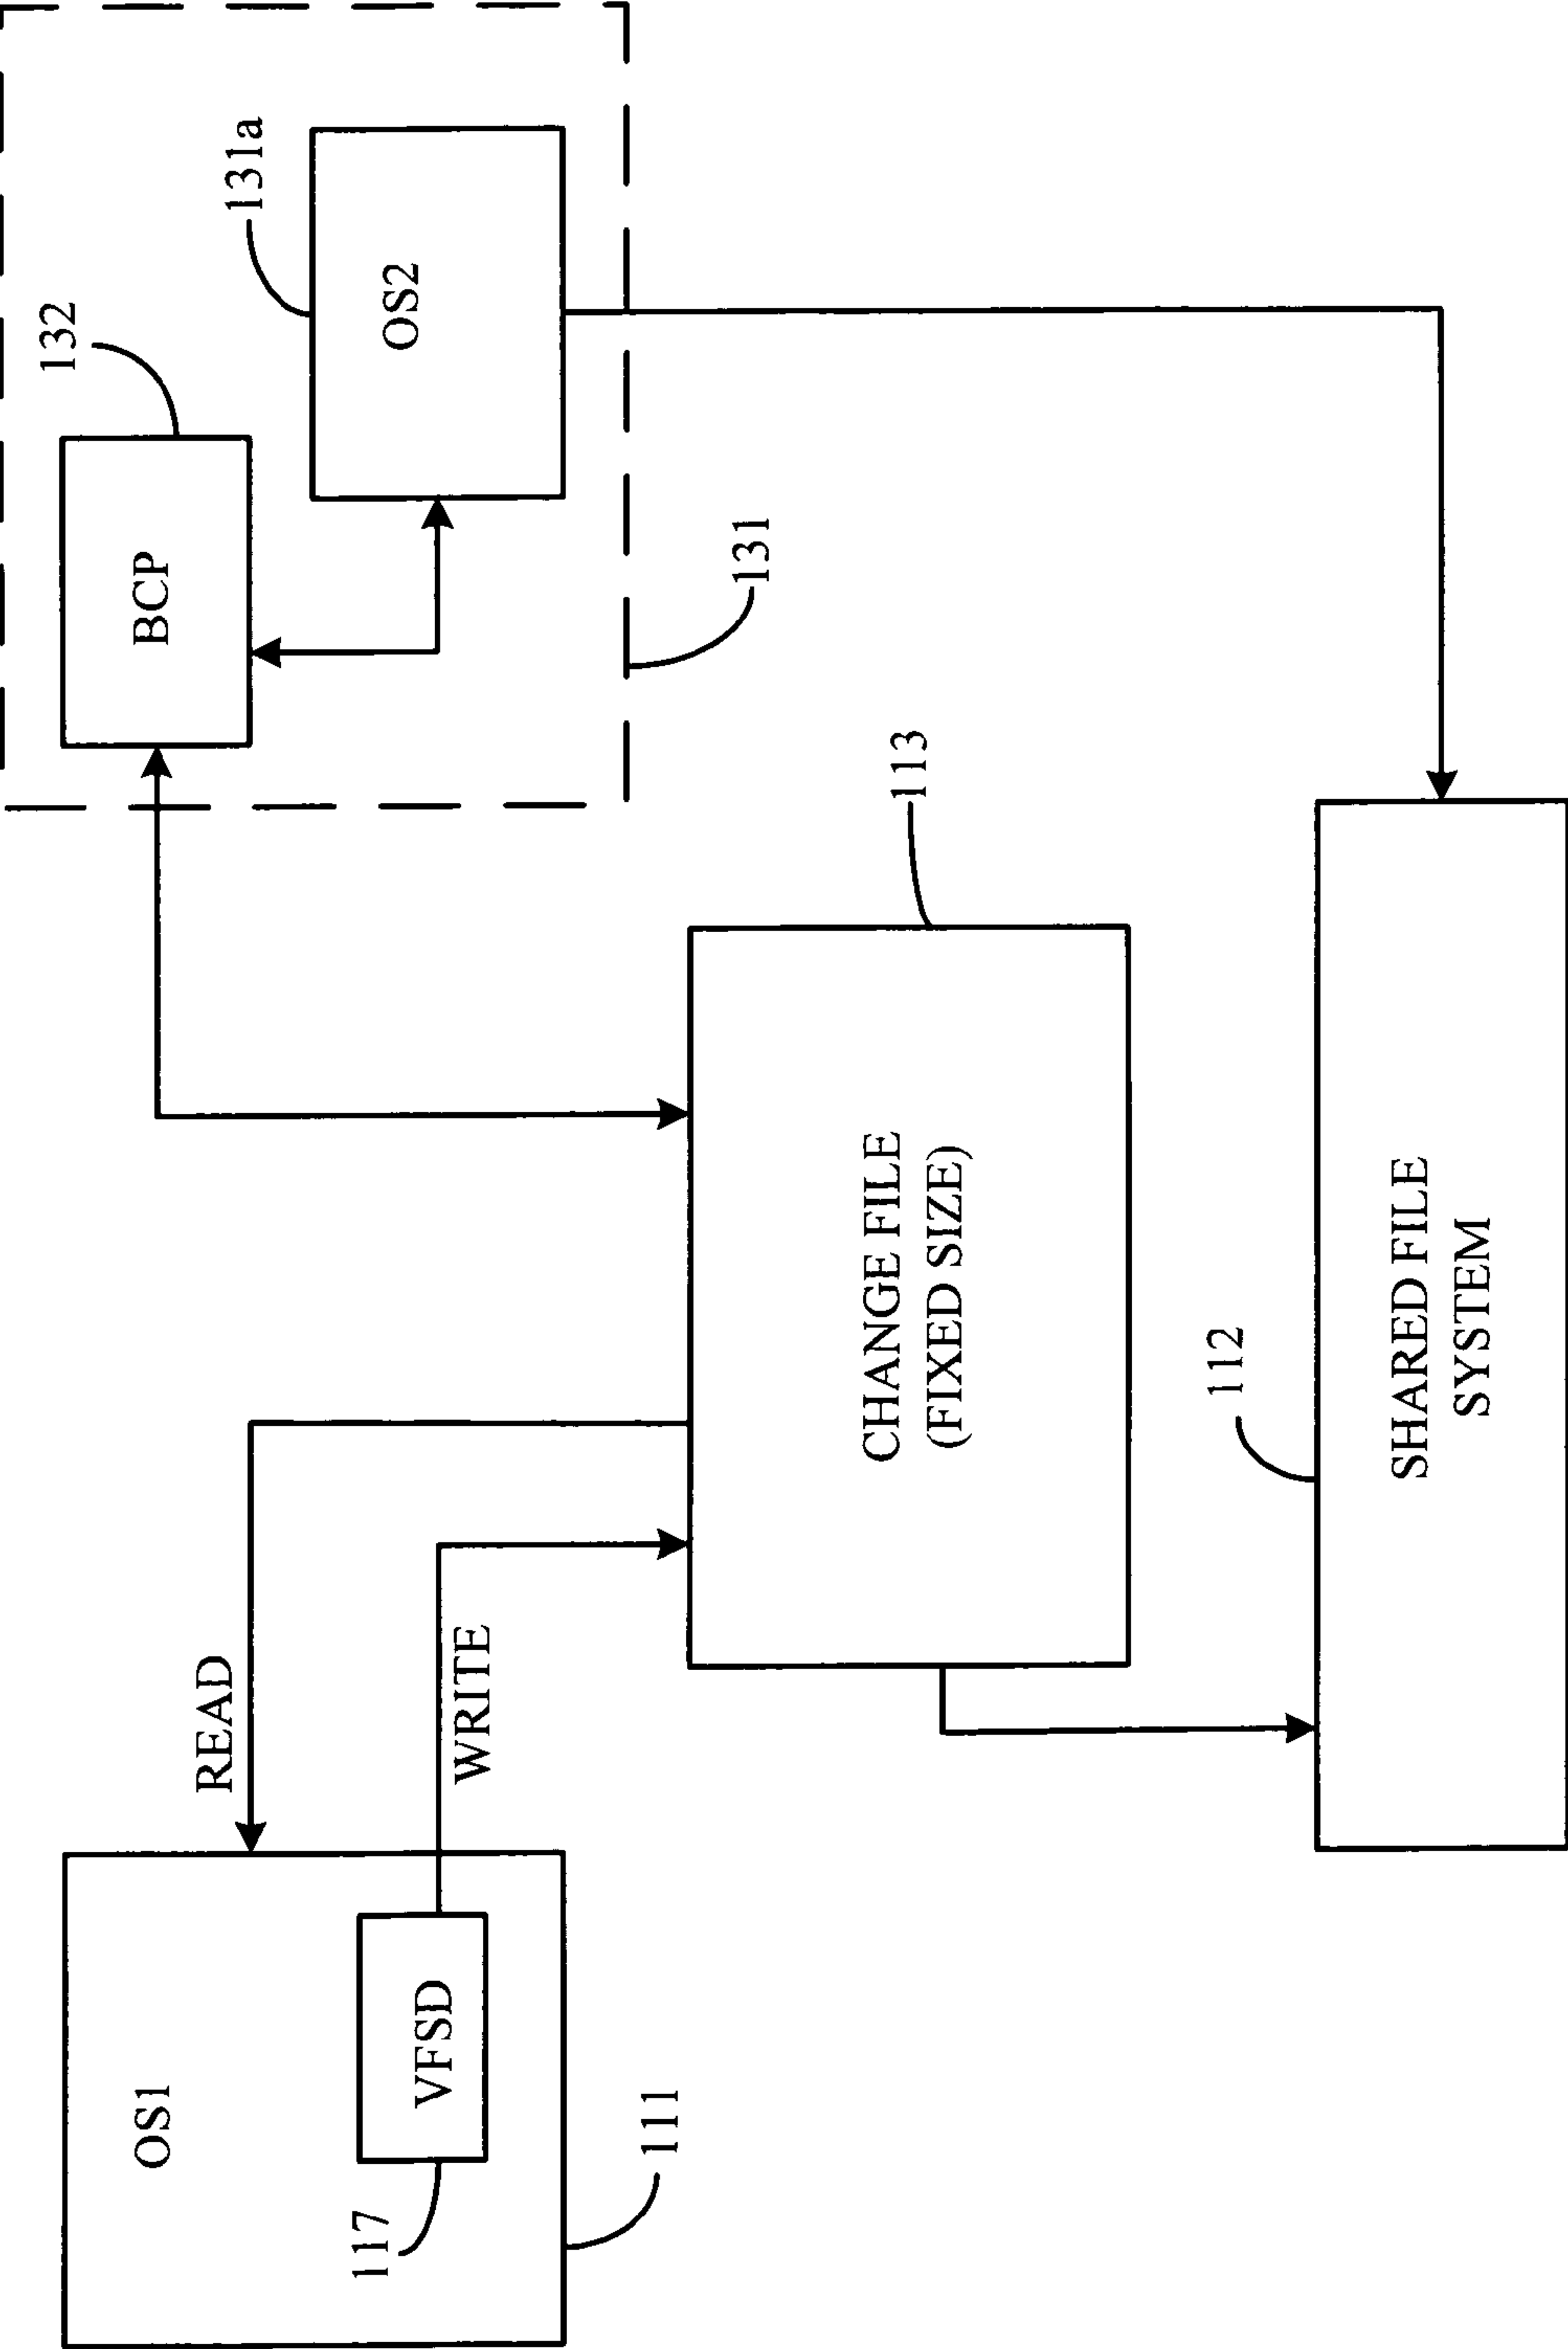 OS1
VFSD
117
111
READ
WRITE
CHANGE FILE
(FIXED SIZE)
113
SHARED FILE
SYSTEM
112
BCP
132
OS2
131a
131